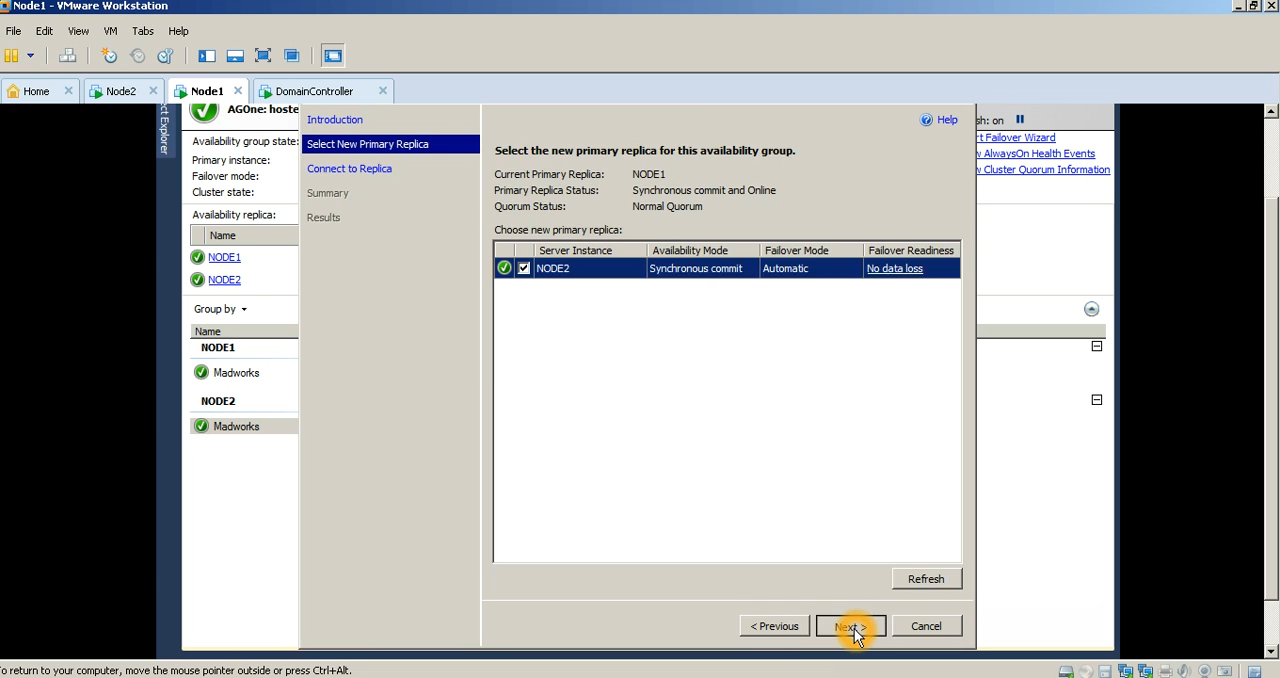 Node1 - VMware Workstation
File Edit View VM Tabs Help
Home Node2 Node1 DomainController
AGOne: hoste
Availability group state:
Primary instance:
Failover mode:
Cluster state:
Availability replica:
Name
NODE1
NODE2
Group by
Name
NODE1
Madworks
NODE2
Madworks
ct Explorer
Introduction
Select New Primary Replica
Connect to Replica
Summary
Results
Help
Select the new primary replica for this availability group.
Current Primary Replica: NODE1
Primary Replica Status: Synchronous commit and Online
Quorum Status: Normal Quorum
Choose new primary replica:
Server Instance Availability Mode Failover Mode Failover Readiness
NODE2 Synchronous commit Automatic No data loss
Refresh
< Previous Next > Cancel
sh: on
rt Failover Wizard
w AlwaysOn Health Events
w Cluster Quorum Information
o return to your computer, move the mouse pointer outside or press Ctrl+Alt.